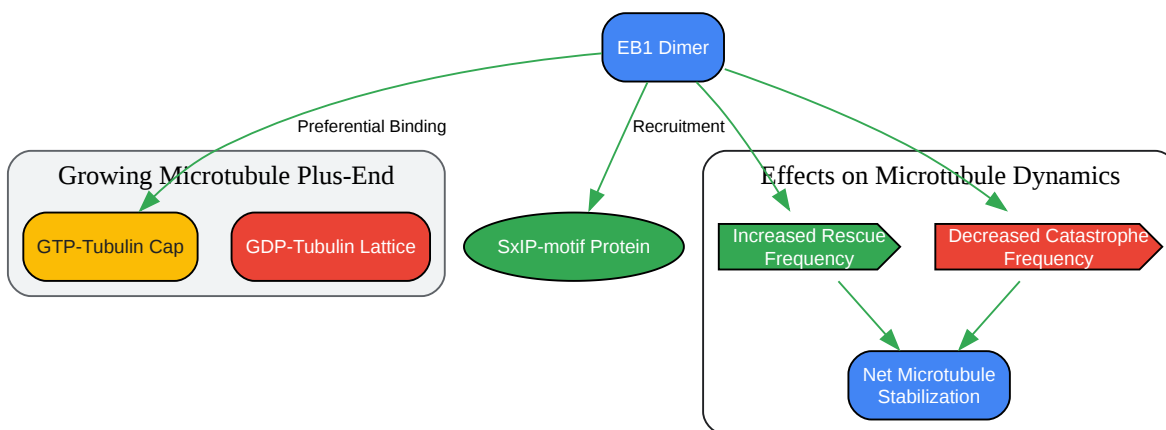 EB1 Dimer
Preferential Binding
Recruitment
Growing Microtubule Plus-End
Effects on Microtubule Dynamics
GTP-Tubulin Cap
GDP-Tubulin Lattice
SxIP-motif Protein
Increased Rescue
Frequency
Decreased Catastrophe
Frequency
Net Microtubule
Stabilization